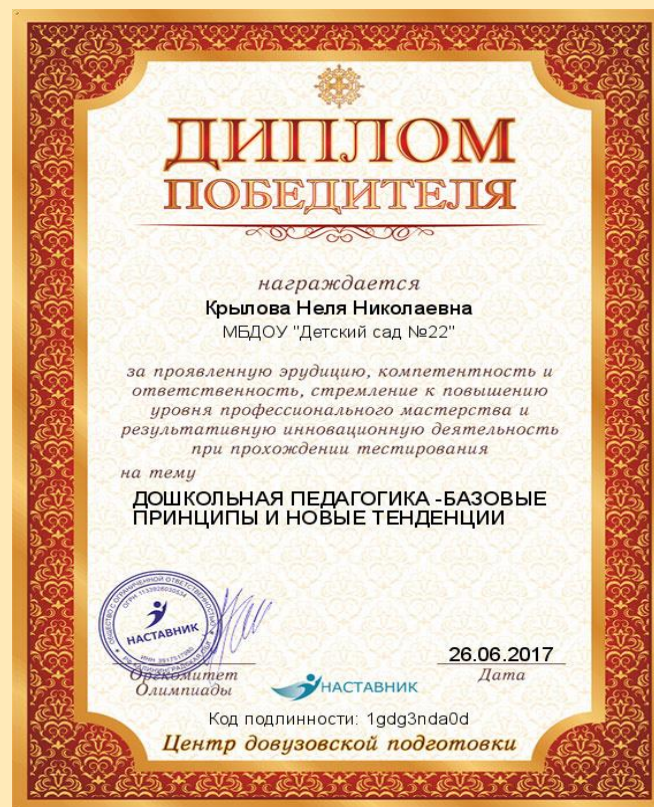 ДИПЛОМ
ПОБЕДИТЕЛЯ
награждается
Крылова Неля Николаевна
МБДОУ "Детский сад №22"
за проявленную эрудицию, компетентность и
ответственность, стремление к повышению
уровня профессионального мастерства и
результативную инновационную деятельность
при прохождении тестирования
на тему
ДОШКОЛЬНАЯ ПЕДАГОГИКА -БАЗОВЫЕ
ПРИНЦИПЫ И НОВЫЕ ТЕНДЕНЦИИ
НАСТАВНИК
26.06.2017
Оргкомитет
Олимпиады
Дата
НАСТАВНИК
Код подлинности: 1gdg3nda0d
Центр довузовской подготовки